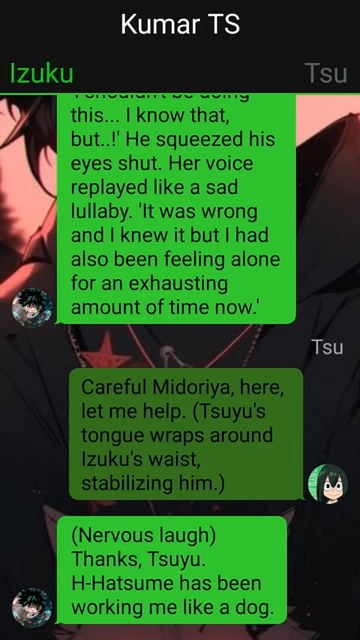 Kumar TS
Izuku
Tsu
'I shouldn't be doing
this... I know that,
but..!' He squeezed his
eyes shut. Her voice
replayed like a sad
lullaby. 'It was wrong
and I knew it but I had
also been feeling alone
for an exhausting
amount of time now.'
Tsu
Careful Midoriya, here,
let me help. (Tsuyu's
tongue wraps around
Izuku's waist,
stabilizing him.)
(Nervous laugh)
Thanks, Tsuyu.
H-Hatsume has been
working me like a dog.